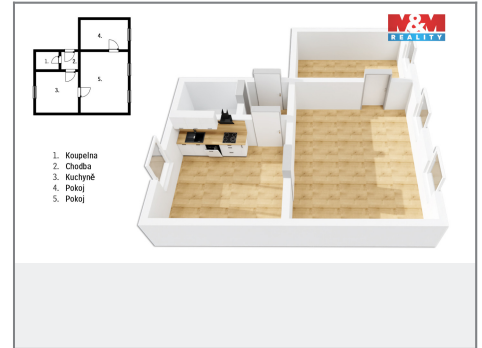 M&M
REALITY
4.
1.
2.
3.
5.
1. Koupelna
2. Chodba
3. Kuchyně
4. Pokoj
5. Pokoj